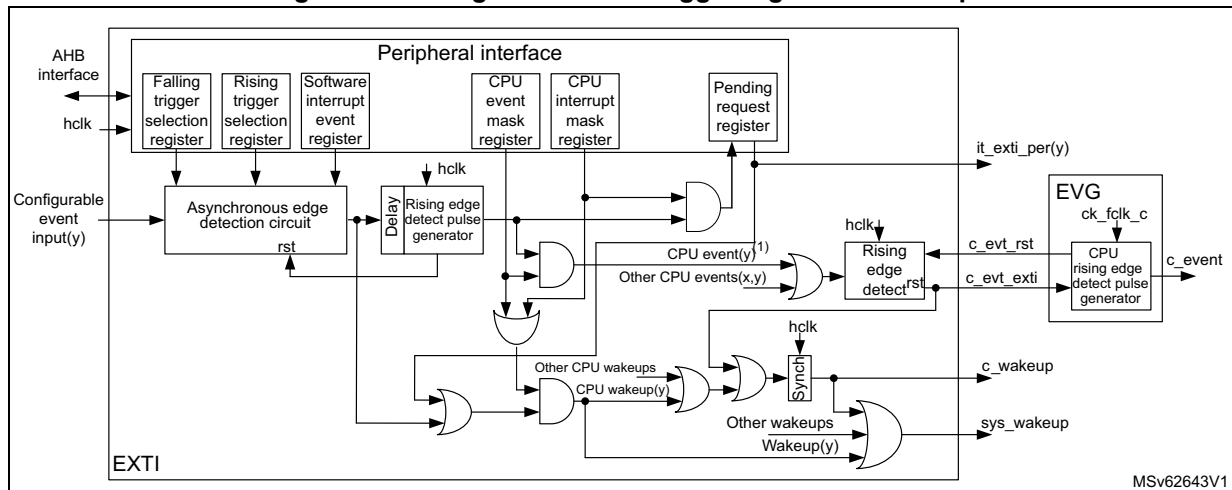 Peripheral interface
AHB
interface
hclk
Falling
trigger
selection
register
Rising
trigger
selection
register
Software
interrupt
event
register
CPU
event
mask
register
CPU
interrupt
mask
register
Pending
request
register
it_exti_per(y)
Configurable
event
input(y)
Asynchronous edge
detection circuit
rst
Delay
hclk
Rising edge
detect pulse
generator
CPU event(y)(1)
Other CPU events(x,y)
hclk
Rising
edge
detect
rst
c_evt_rst
c_evt_exti
EVG
ck_fclk_c
CPU
rising edge
detect pulse
generator
c_event
Other CPU wakeups
CPU wakeup(y)
hclk
Synch
c_wakeup
Other wakeups
Wakeup(y)
sys_wakeup
EXTI
MSv62643V1